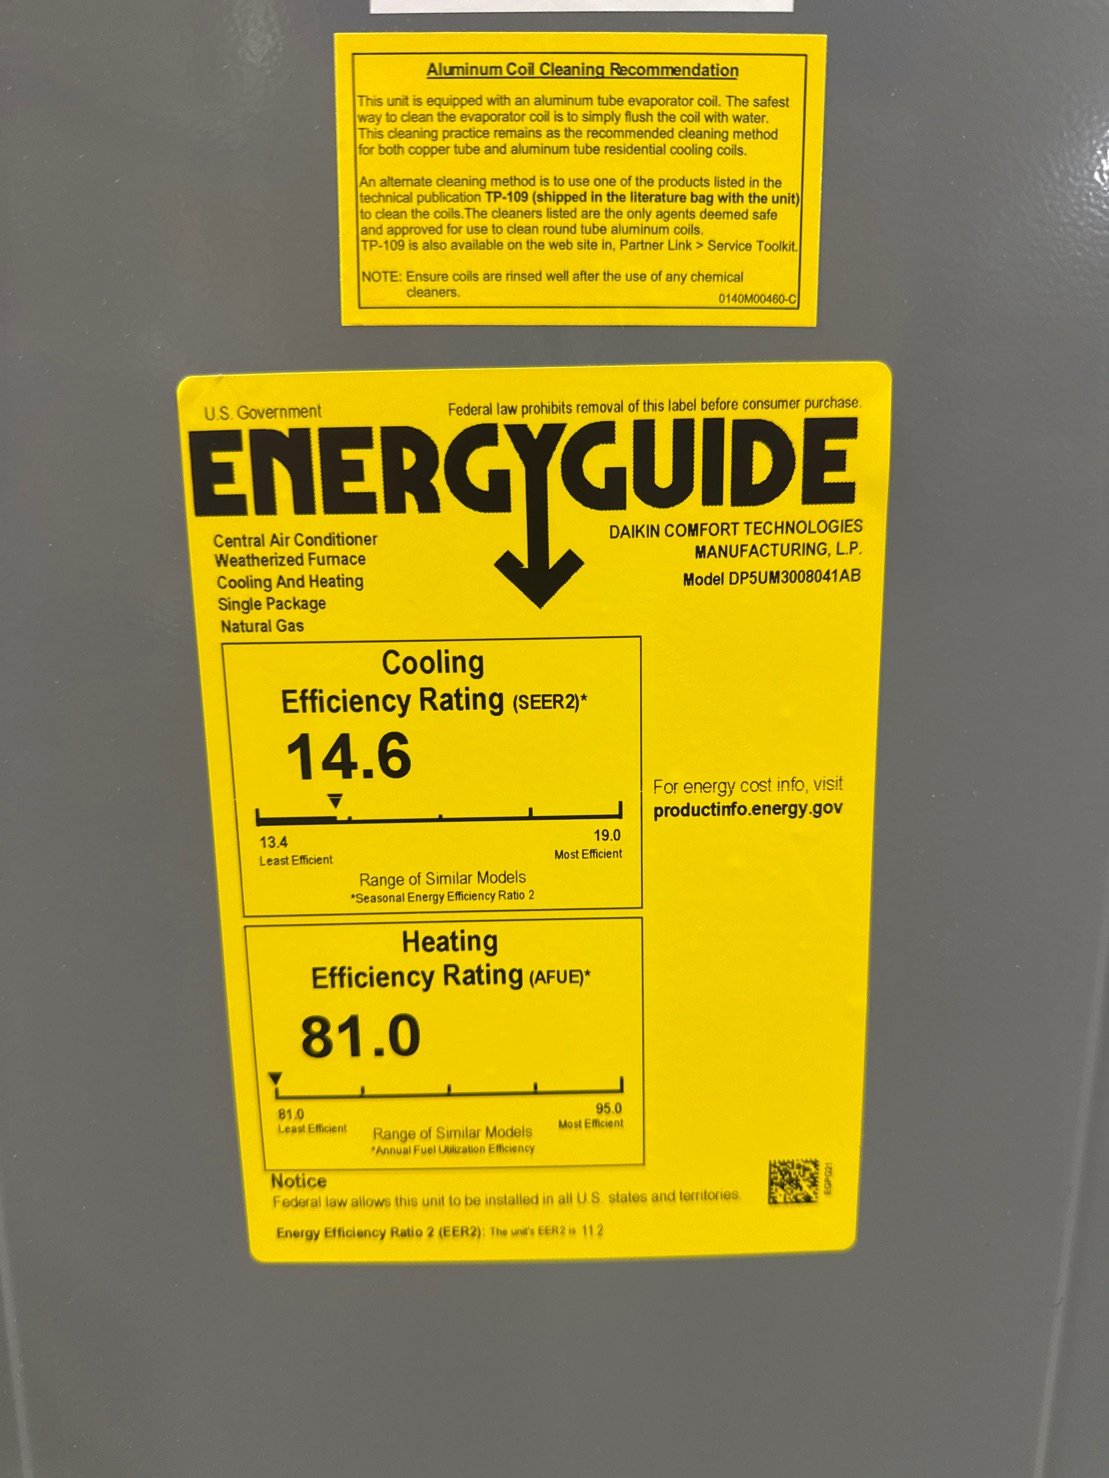 Aluminum Coil Cleaning Recommendation
This unit is equipped with an aluminum tube evaporator coil. The safest
way to clean the evaporator coil is to simply flush the coil with water.
This cleaning practice remains as the recommended cleaning method
for both copper tube and aluminum tube residential cooling coils.
An alternate cleaning method is to use one of the products listed in the
technical publication TP-109 (shipped in the literature bag with the unit)
to clean the coils.The cleaners listed are the only agents deemed safe
and approved for use to clean round tube aluminum coils.
TP-109 is also available on the web site in, Partner Link > Service Toolkit.
NOTE: Ensure coils are rinsed well after the use of any chemical
cleaners.
0140M00460-C
U.S. Government
Federal law prohibits removal of this label before consumer purchase.
ENERGYGUIDE
Central Air Conditioner
Weatherized Furnace
Cooling And Heating
Single Package
Natural Gas
DAIKIN COMFORT TECHNOLOGIES
MANUFACTURING, L.P.
Model DP5UM3008041AB
Cooling
Efficiency Rating (SEER2)*
14.6
13.4
Least Efficient
19.0
Most Efficient
Range of Similar Models
*Seasonal Energy Efficiency Ratio 2
For energy cost info, visit
productinfo.energy.gov
Heating
Efficiency Rating (AFUE)*
81.0
81.0
Least Efficient
95.0
Most Efficient
Range of Similar Models
*Annual Fuel Utilization Efficiency
Notice
Federal law allows this unit to be installed in all U.S. states and territories.
Energy Efficiency Ratio 2 (EER2): The unit's EER2 is 11.2